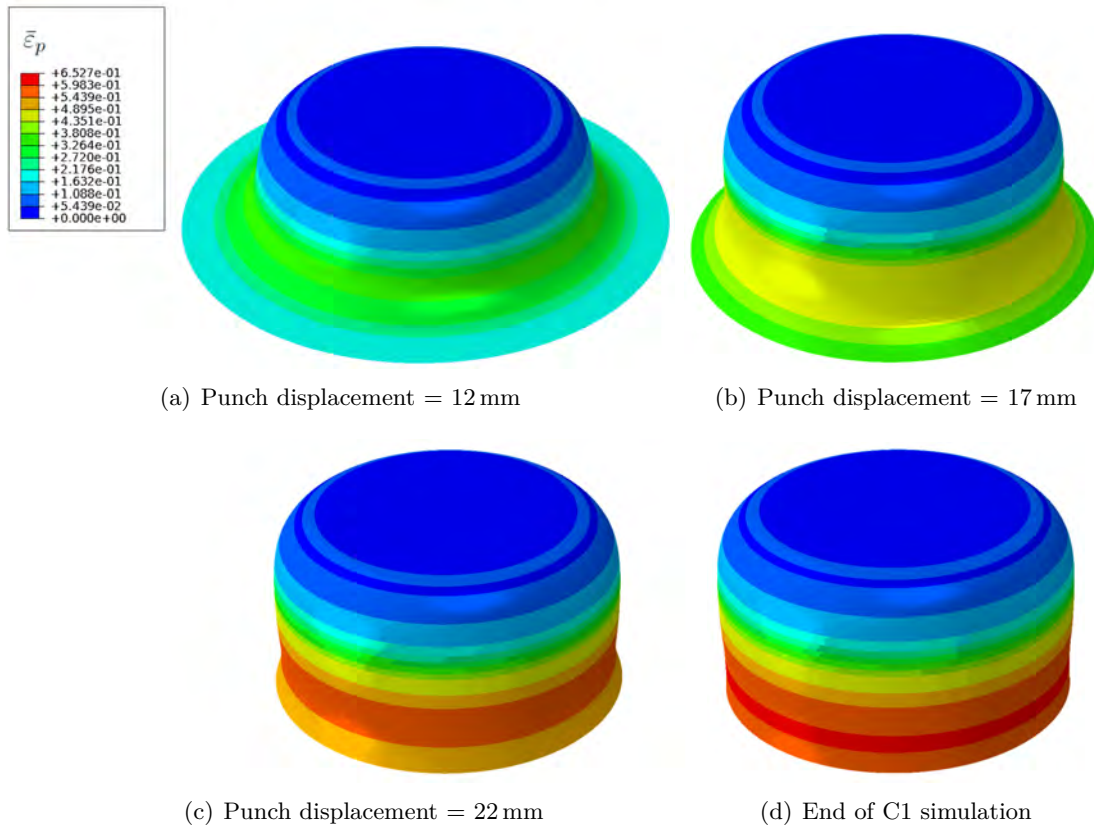 ε̄ₚ
+6.527e-01
+5.983e-01
+5.439e-01
+4.895e-01
+4.351e-01
+3.808e-01
+3.264e-01
+2.720e-01
+2.176e-01
+1.632e-01
+1.088e-01
+5.439e-02
+0.000e+00
(a) Punch displacement = 12 mm
(b) Punch displacement = 17 mm
(c) Punch displacement = 22 mm
(d) End of C1 simulation